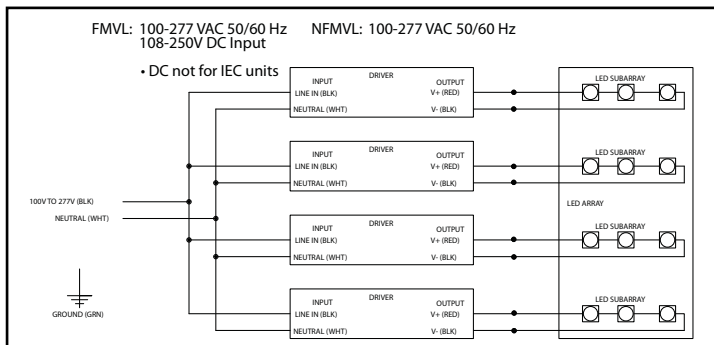 FMVL: 100-277 VAC 50/60 Hz NFMVL: 100-277 VAC 50/60 Hz
108-250V DC Input
• DC not for IEC units
DRIVER
INPUT OUTPUT
LINE IN (BLK) V+ (RED)
NEUTRAL (WHT) V- (BLK)
LED SUBARRAY
DRIVER
INPUT OUTPUT
LINE IN (BLK) V+ (RED)
NEUTRAL (WHT) V- (BLK)
LED SUBARRAY
100V TO 277V (BLK)
NEUTRAL (WHT)
LED ARRAY
DRIVER
INPUT OUTPUT
LINE IN (BLK) V+ (RED)
NEUTRAL (WHT) V- (BLK)
LED SUBARRAY
GROUND (GRN)
DRIVER
INPUT OUTPUT
LINE IN (BLK) V+ (RED)
NEUTRAL (WHT) V- (BLK)
LED SUBARRAY